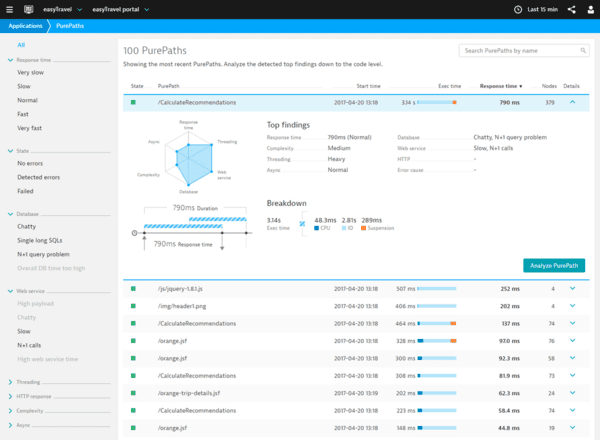 easyTravel
easyTravel portal
Last 15 min
Applications
PurePaths
All
Response time
Very slow
Slow
Normal
Fast
Very fast
State
No errors
Detected errors
Failed
Database
Chatty
Single long SQLs
N+1 query problem
Overall DB time too high
Web service
High payload
Chatty
Slow
N+1 calls
High web service time
Threading
HTTP response
Complexity
Async
100 PurePaths
Search PurePaths by name
Showing the most recent PurePaths. Analyze the detected top findings down to the code level.
State PurePath Start time Exec time Response time ▼ Nodes Details
/CalculateRecommendations 2017-04-20 13:18 3.14 s 790 ms 379
Response
time
Async
Threading
Complexity
Web
service
Database
790ms Duration
790ms Response time
Top findings
Response time 790ms (Normal)
Complexity Medium
Threading Heavy
Async Normal
Database Chatty, N+1 query problem
Web service Slow, N+1 calls
HTTP -
Error cause -
Breakdown
3.14s 48.3ms 2.81s 289ms
Exec time CPU IO Suspension
Analyze PurePath
/js/jquery-1.8.1.js 2017-04-20 13:18 507 ms 252 ms 4
/img/header1.png 2017-04-20 13:18 406 ms 202 ms 4
/CalculateRecommendations 2017-04-20 13:18 464 ms 137 ms 74
/orange.jsf 2017-04-20 13:18 328 ms 97.0 ms 76
/orange.jsf 2017-04-20 13:18 300 ms 92.3 ms 58
/CalculateRecommendations 2017-04-20 13:18 308 ms 81.9 ms 73
/orange-trip-details.jsf 2017-04-20 13:19 202 ms 62.3 ms 24
/CalculateRecommendations 2017-04-20 13:18 223 ms 58.4 ms 74
/orange.jsf 2017-04-20 13:18 148 ms 44.8 ms 19